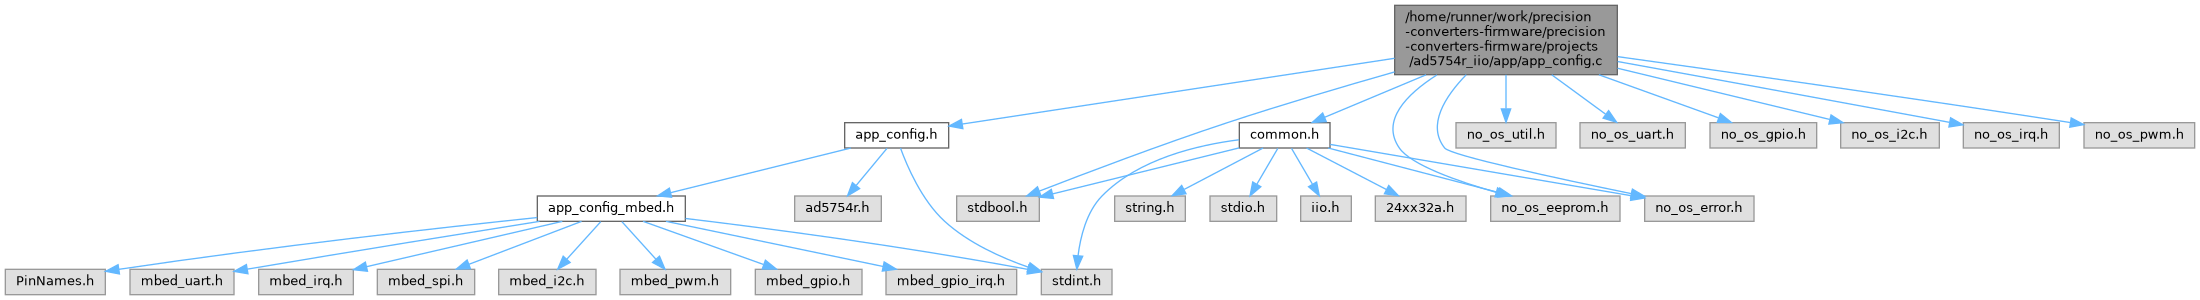 /home/runner/work/precision
-converters-firmware/precision
-converters-firmware/projects
/ad5754r_iio/app/app_config.c
app_config.h
common.h
no_os_util.h
no_os_uart.h
no_os_gpio.h
no_os_i2c.h
no_os_irq.h
no_os_pwm.h
app_config_mbed.h
ad5754r.h
stdbool.h
string.h
stdio.h
iio.h
24xx32a.h
no_os_eeprom.h
no_os_error.h
PinNames.h
mbed_uart.h
mbed_irq.h
mbed_spi.h
mbed_i2c.h
mbed_pwm.h
mbed_gpio.h
mbed_gpio_irq.h
stdint.h